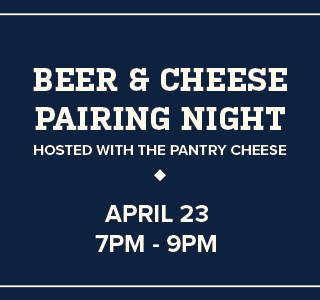 BEER & CHEESE
PAIRING NIGHT
HOSTED WITH THE PANTRY CHEESE
APRIL 23
7PM - 9PM